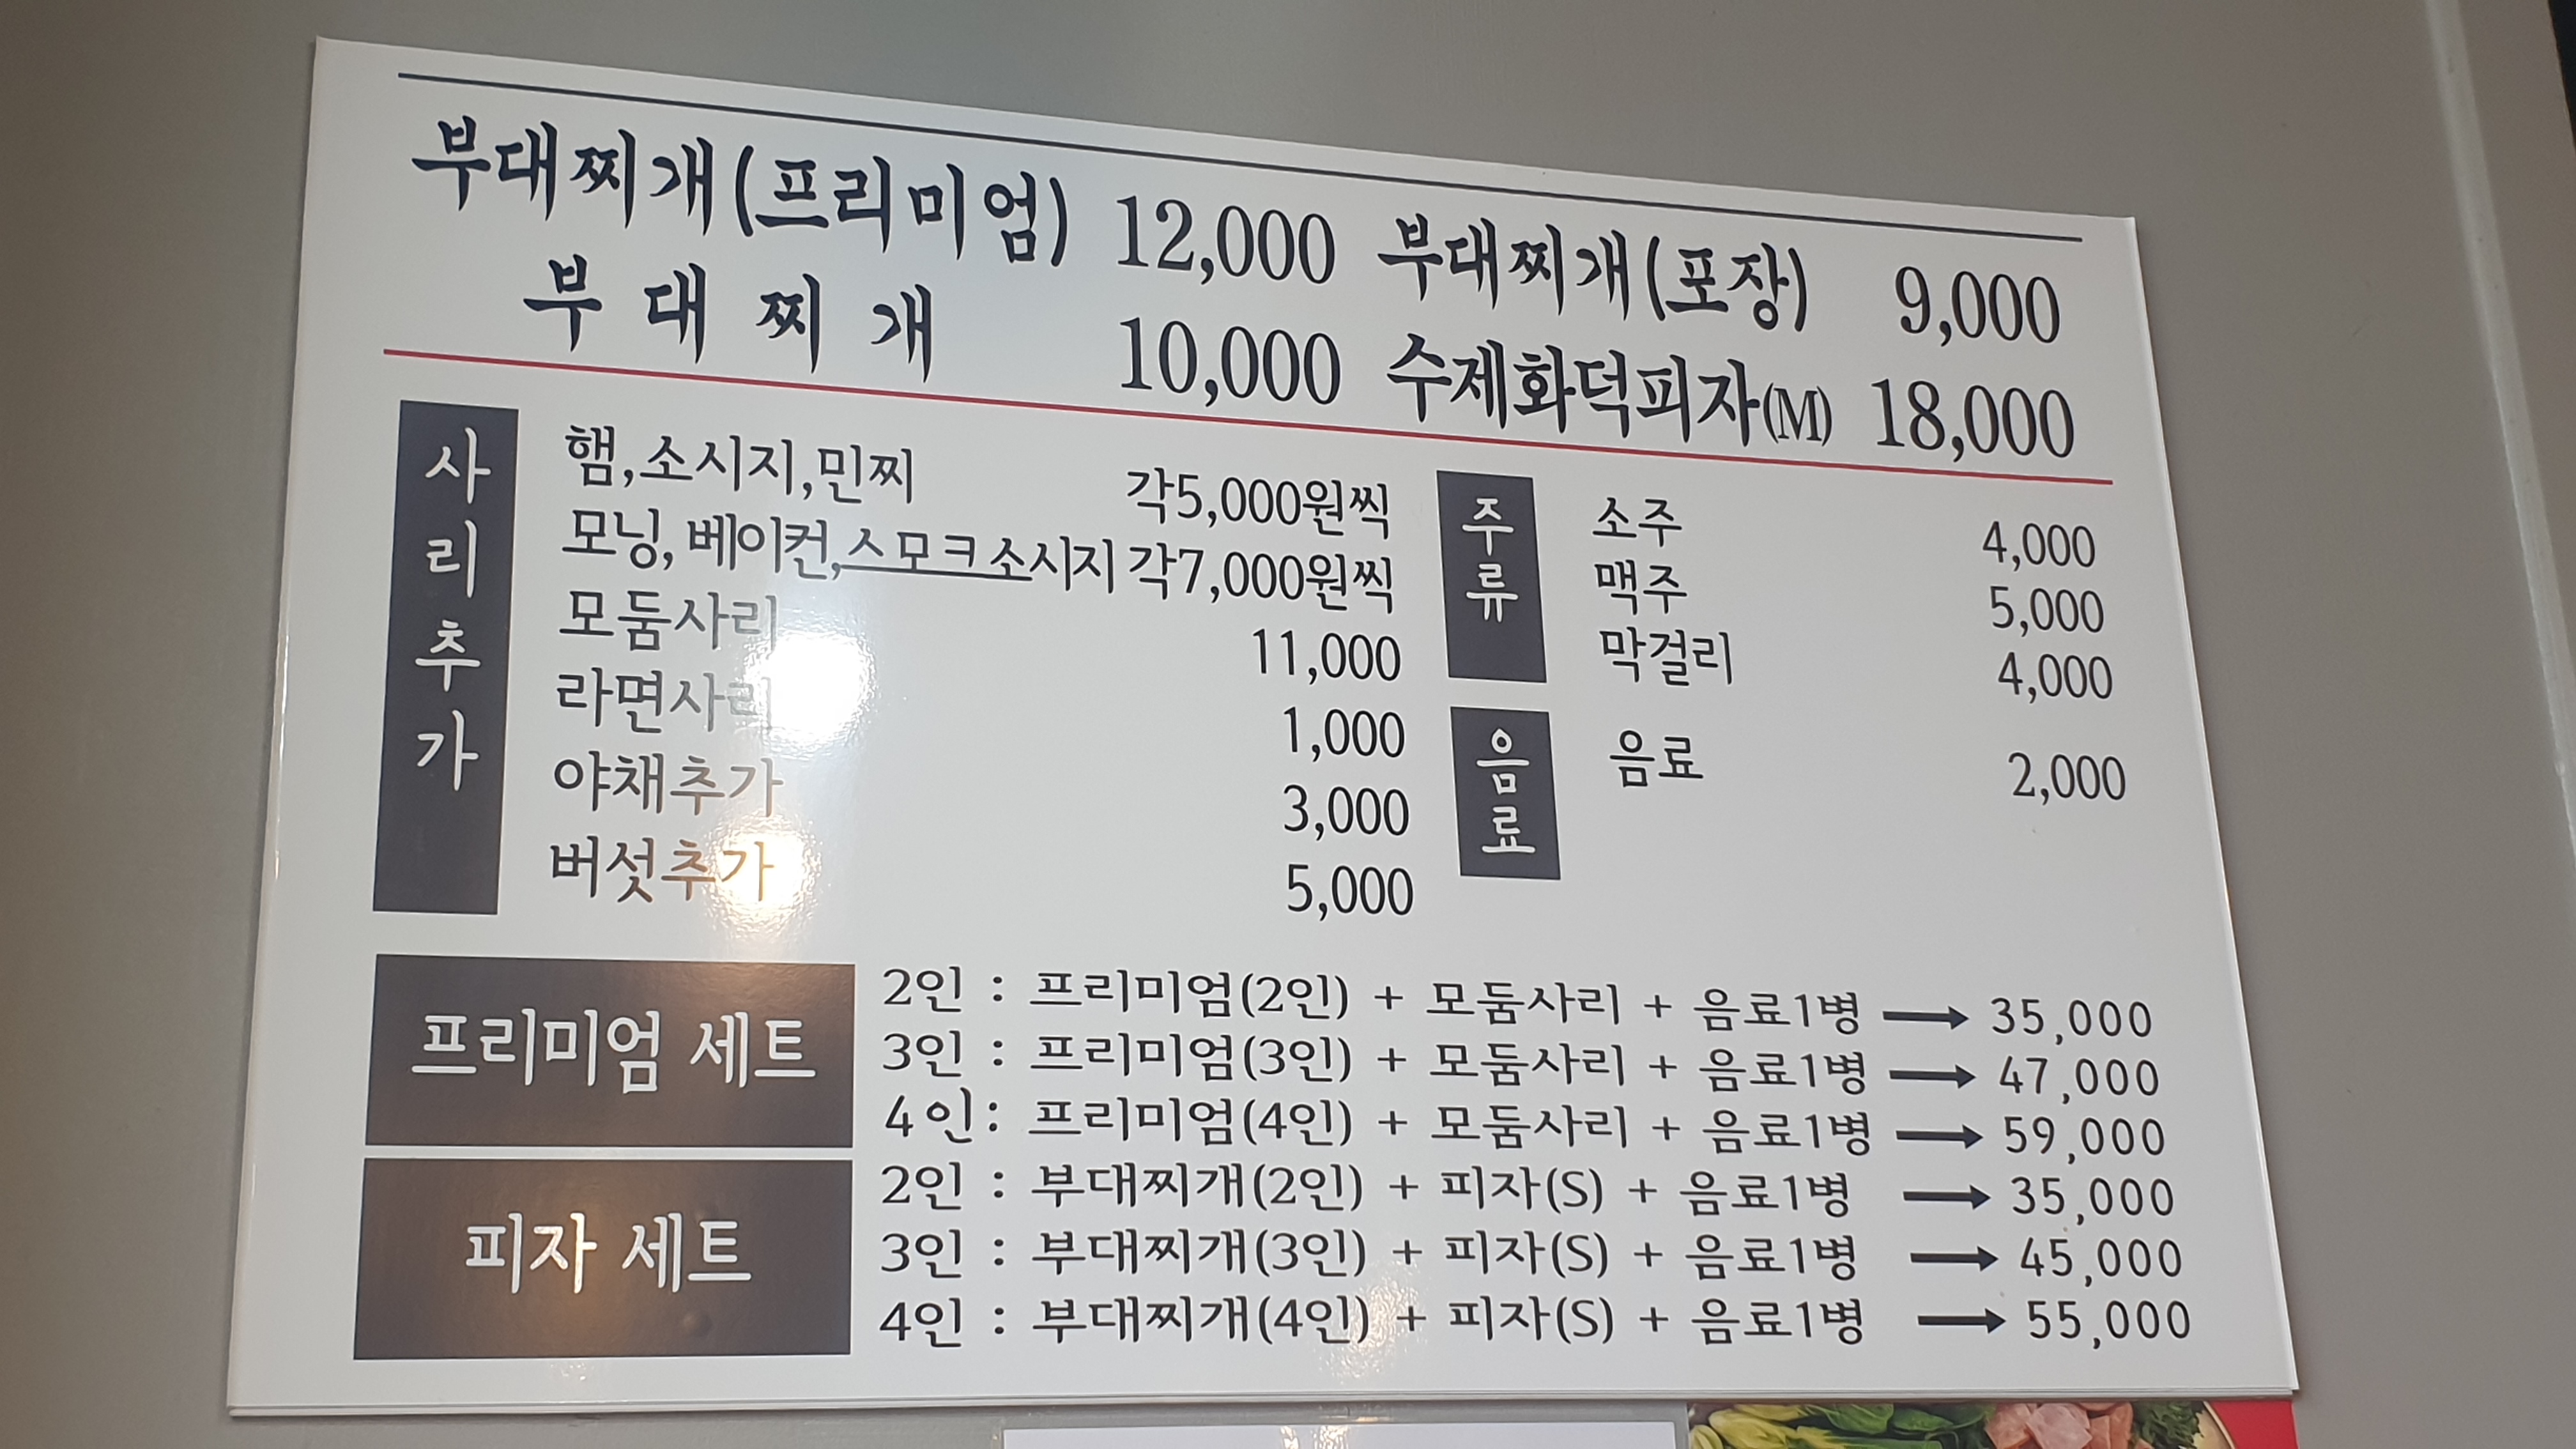 부대찌개(프리미엄) 12,000 부대찌개(포장) 9,000
부대찌개 10,000 수제화덕피자(M) 18,000
사리추가
햄,소시지,민찌 각5,000원씩
모닝, 베이컨,스모크소시지 각7,000원씩
모둠사리 11,000
라면사리 1,000
야채추가 3,000
버섯추가 5,000
주류
소주 4,000
맥주 5,000
막걸리 4,000
음료
음료 2,000
프리미엄 세트
2인 : 프리미엄(2인) + 모둠사리 + 음료1병 → 35,000
3인 : 프리미엄(3인) + 모둠사리 + 음료1병 → 47,000
4인 : 프리미엄(4인) + 모둠사리 + 음료1병 → 59,000
피자 세트
2인 : 부대찌개(2인) + 피자(S) + 음료1병 → 35,000
3인 : 부대찌개(3인) + 피자(S) + 음료1병 → 45,000
4인 : 부대찌개(4인) + 피자(S) + 음료1병 → 55,000